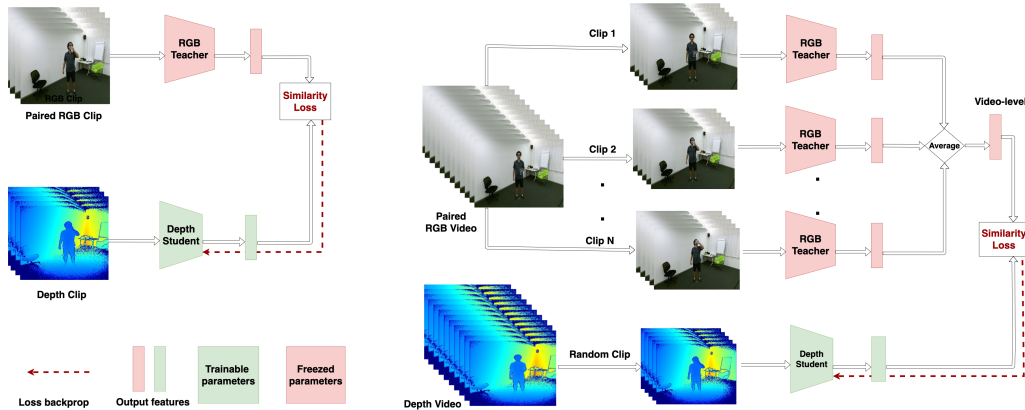 RGB
Teacher
RGB Clip
Paired RGB Clip
Similarity
Loss
Depth
Student
Depth Clip
Loss backprop
Output features
Trainable
parameters
Freezed
parameters
Clip 1
RGB
Teacher
Clip 2
RGB
Teacher
Paired
RGB Video
Clip N
RGB
Teacher
Average
Video-level
Similarity
Loss
Random Clip
Depth
Student
Depth Video